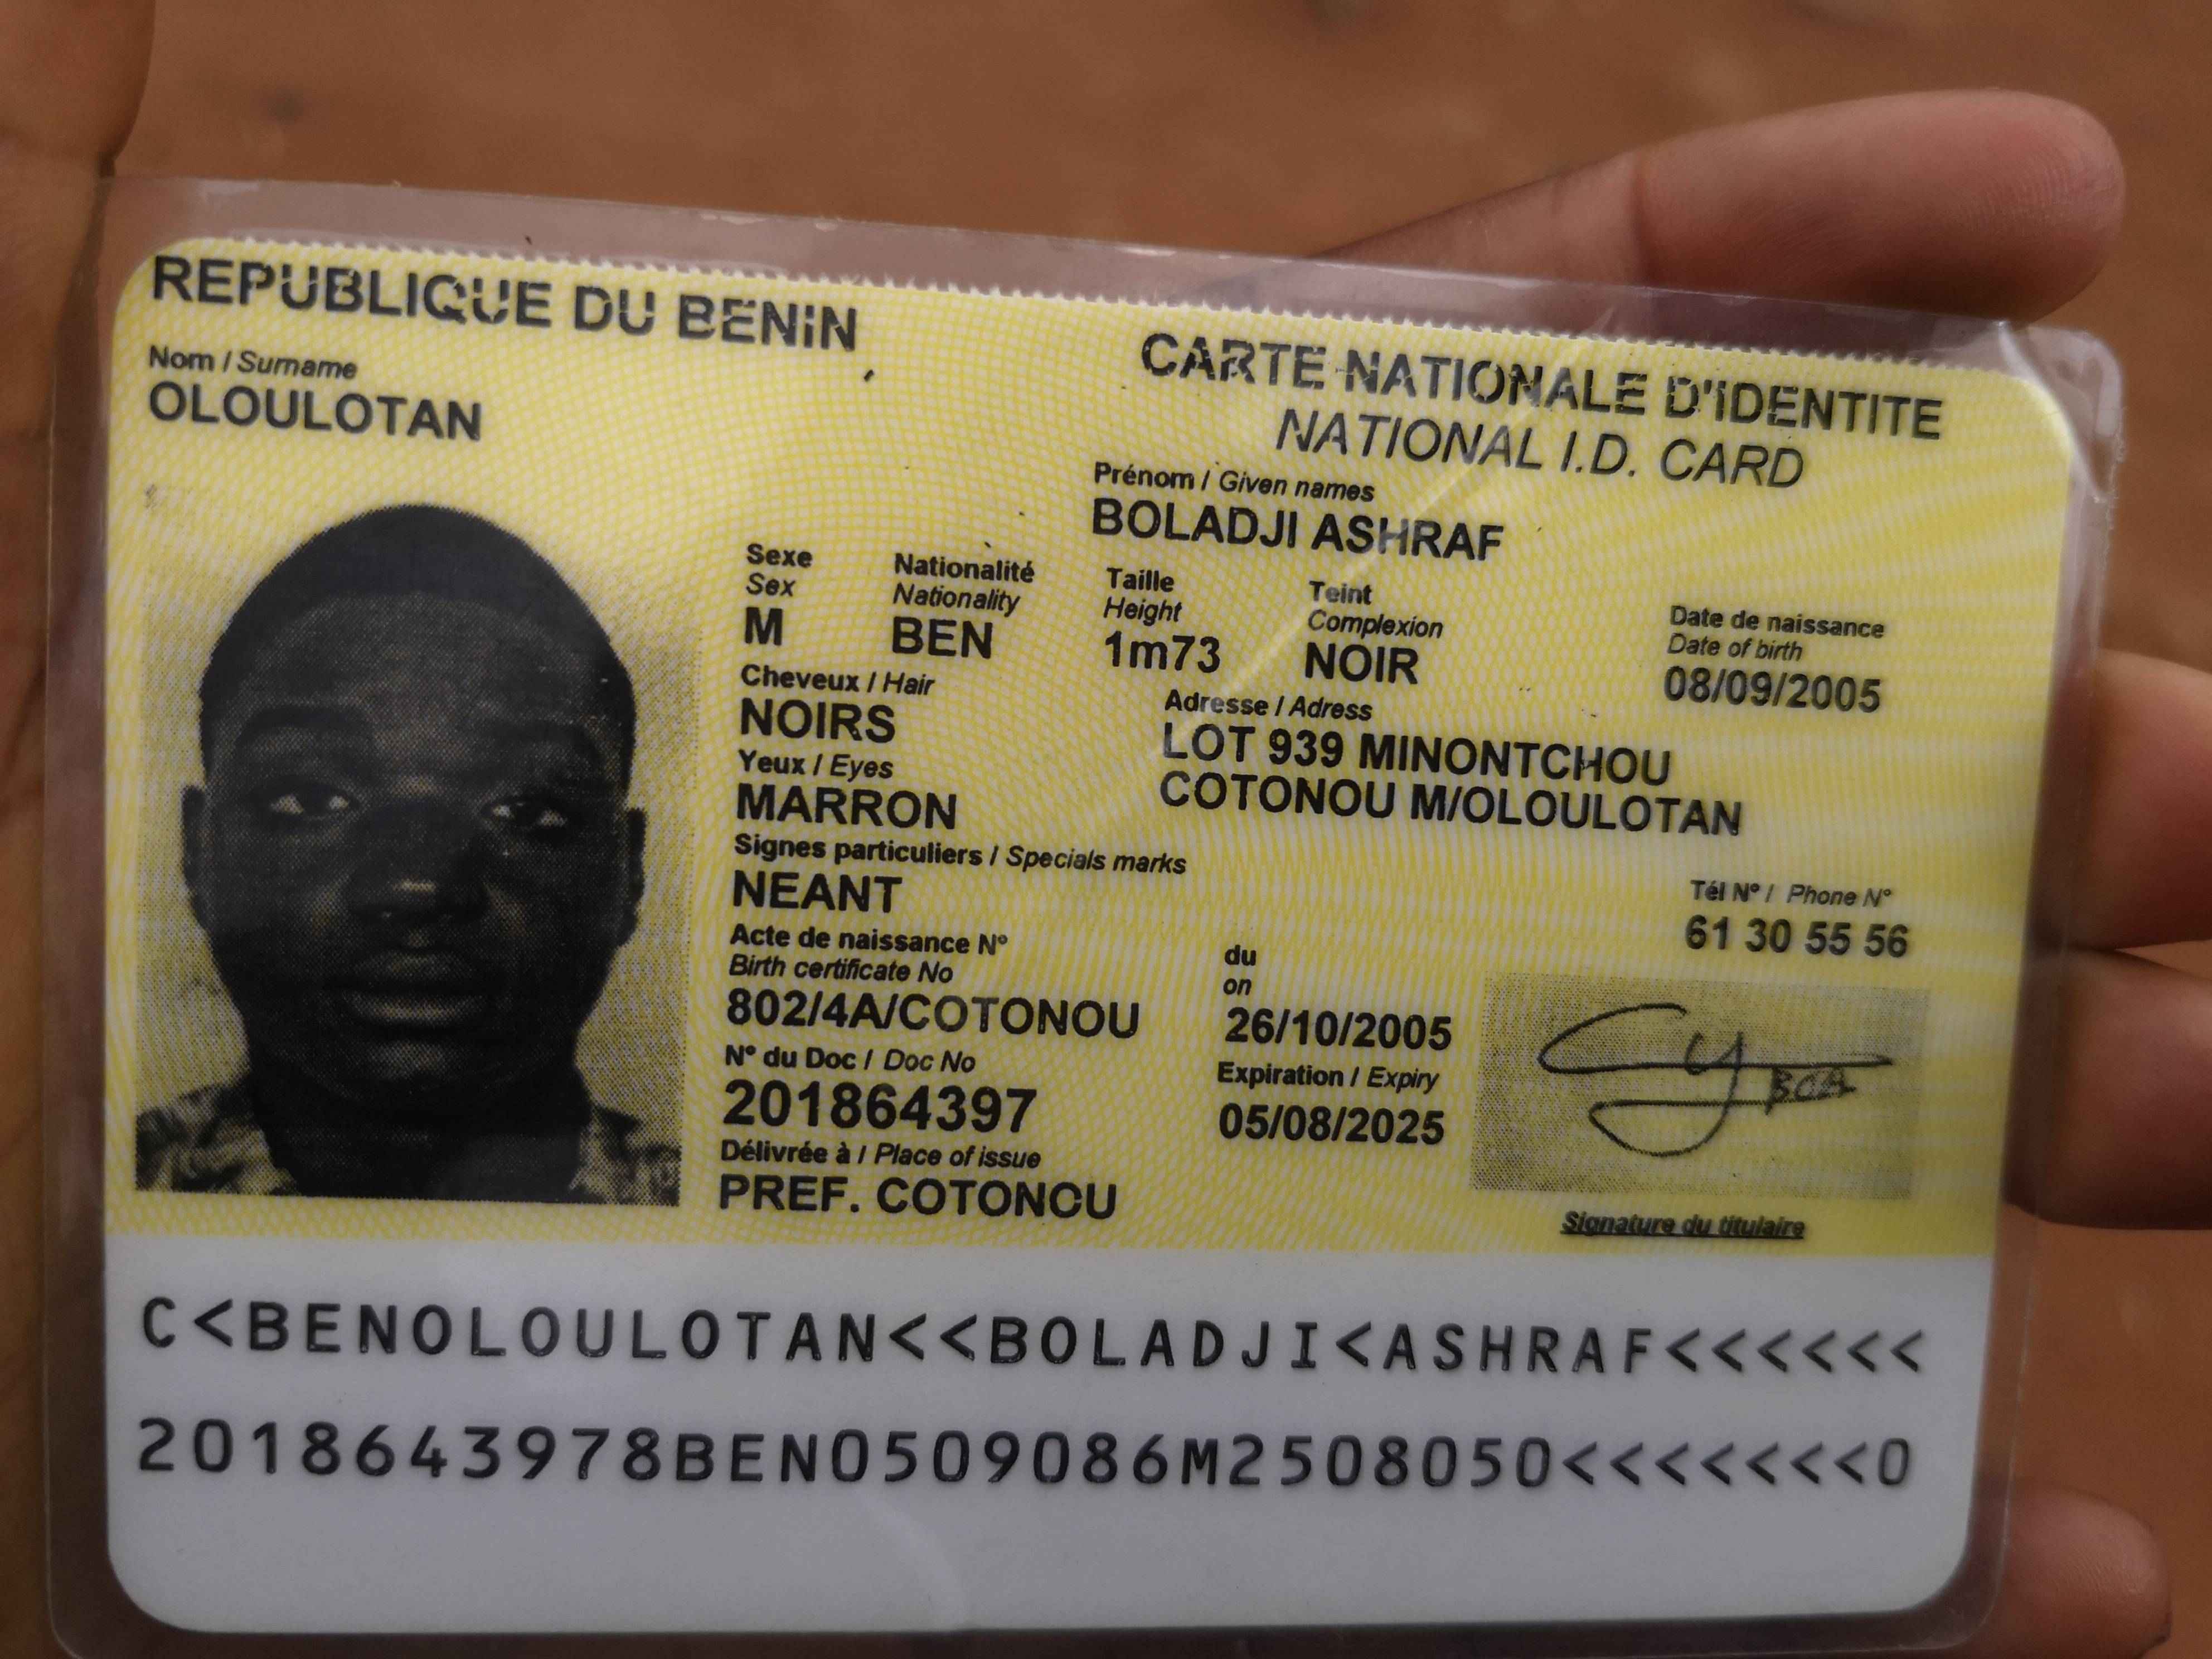 REPUBLIQUE DU BENIN
CARTE NATIONALE D'IDENTITE
NATIONAL I.D. CARD
Nom / Surname
OLOULOTAN
Prénom / Given names
BOLADJI ASHRAF
Sexe
Sex
M
Nationalité
Nationality
BEN
Taille
Height
1m73
Teint
Complexion
NOIR
Date de naissance
Date of birth
08/09/2005
Cheveux / Hair
NOIRS
Adresse / Adress
LOT 939 MINONTCHOU
COTONOU M/OLOULOTAN
Yeux / Eyes
MARRON
Signes particuliers / Specials marks
NEANT
Tél N° / Phone N°
61 30 55 56
Acte de naissance N°
Birth certificate No
802/4A/COTONOU
du
on
26/10/2005
N° du Doc / Doc No
201864397
Expiration / Expiry
05/08/2025
Délivrée à / Place of issue
PREF. COTONOU
Signature du titulaire
C<BENOLOULOTAN<<BOLADJI<ASHRAF<<<<<<
2018643978BEN0509086M2508050<<<<<<<0